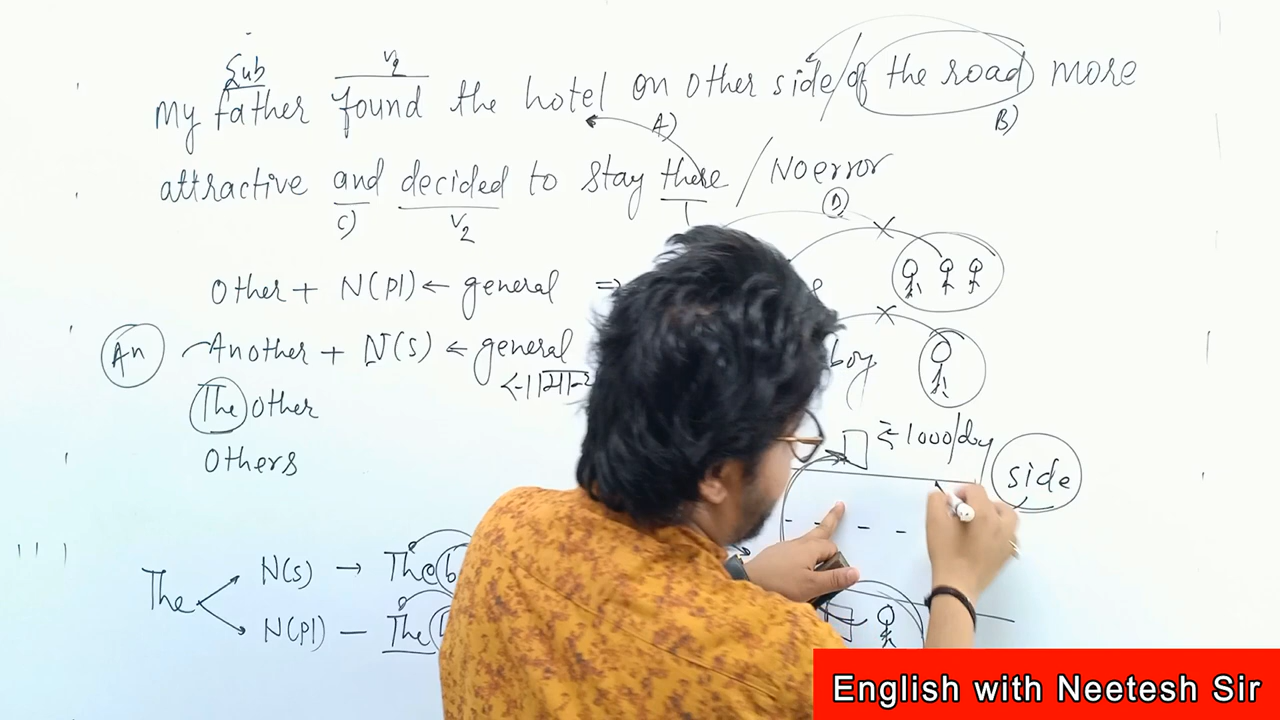 Sub
V2
my father found the hotel on other side/of the road more
A)
B)
attractive and decided to stay there / No error
C)
V2
D
Other + N(Pl) ← general ⇒
An
Another + N(S) ← general
boy
The other
Others
1000/day
side
The
N(S) → The b
N(Pl) — The
English with Neetesh Sir